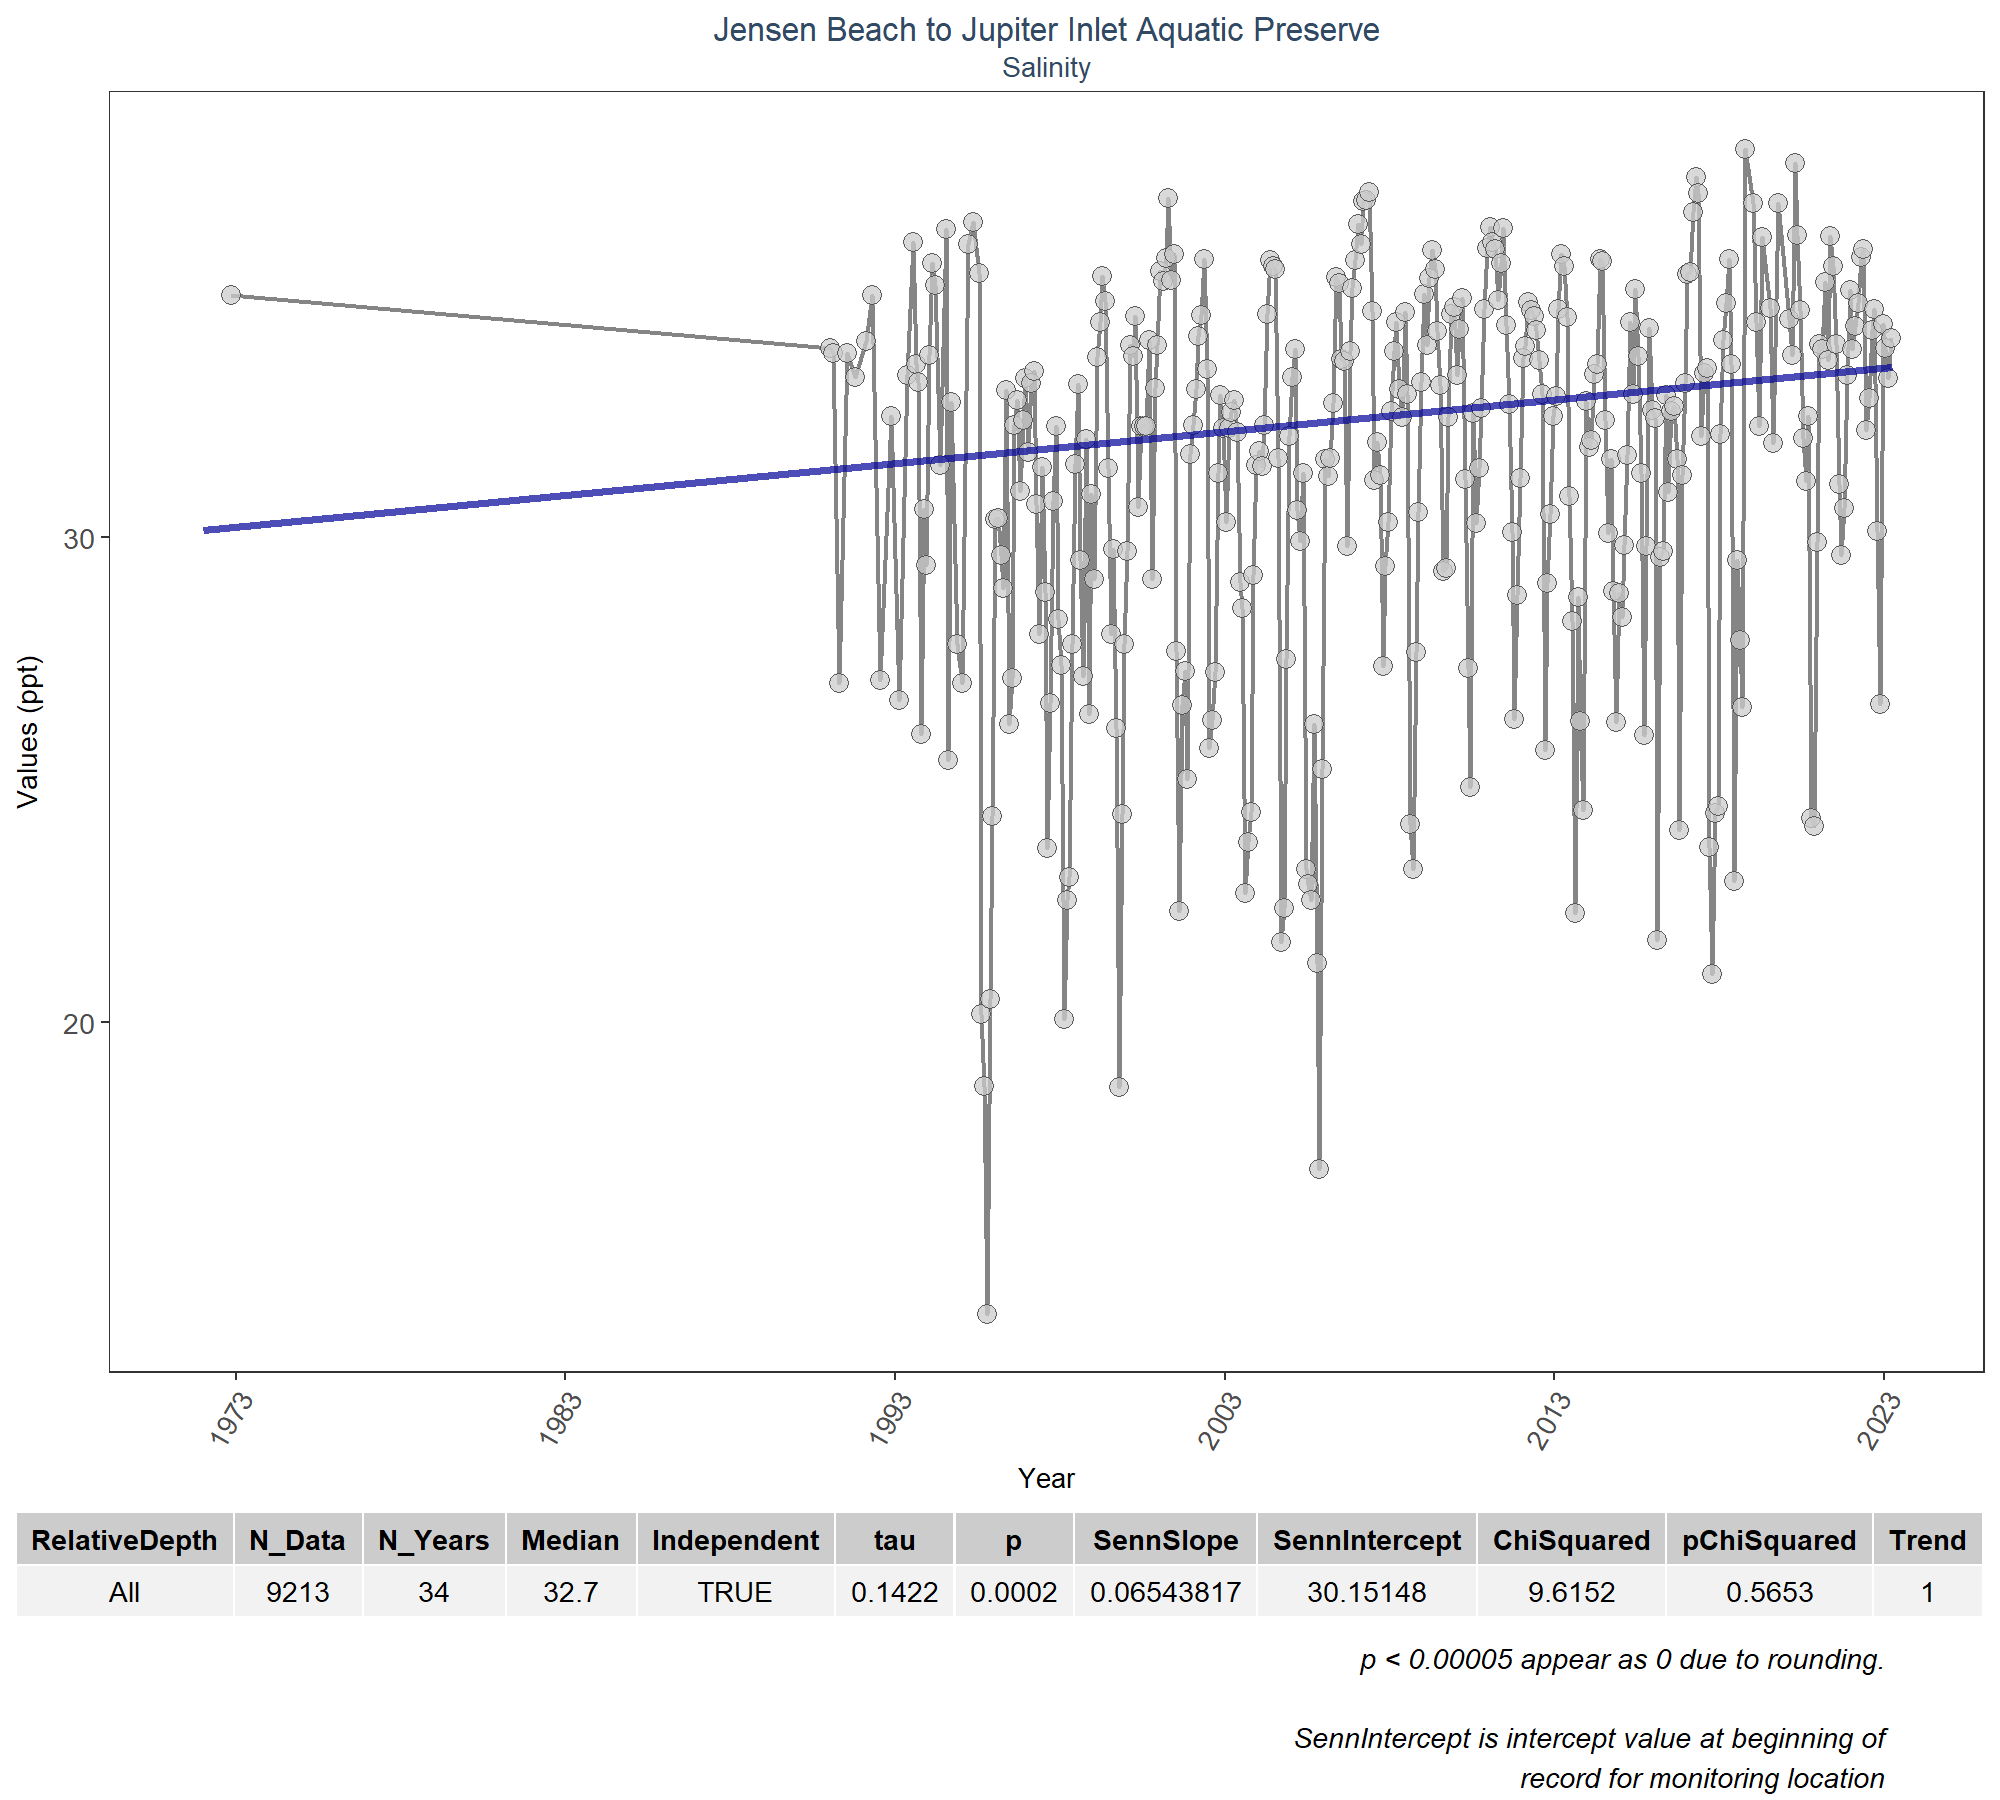 Jensen Beach to Jupiter Inlet Aquatic Preserve
Salinity
Values (ppt)
30
20
1973
1983
1993
2003
2013
2023
Year
RelativeDepth N_Data N_Years Median Independent tau p SennSlope SennIntercept ChiSquared pChiSquared Trend
All 9213 34 32.7 TRUE 0.1422 0.0002 0.06543817 30.15148 9.6152 0.5653 1
p < 0.00005 appear as 0 due to rounding.
SennIntercept is intercept value at beginning of
record for monitoring location